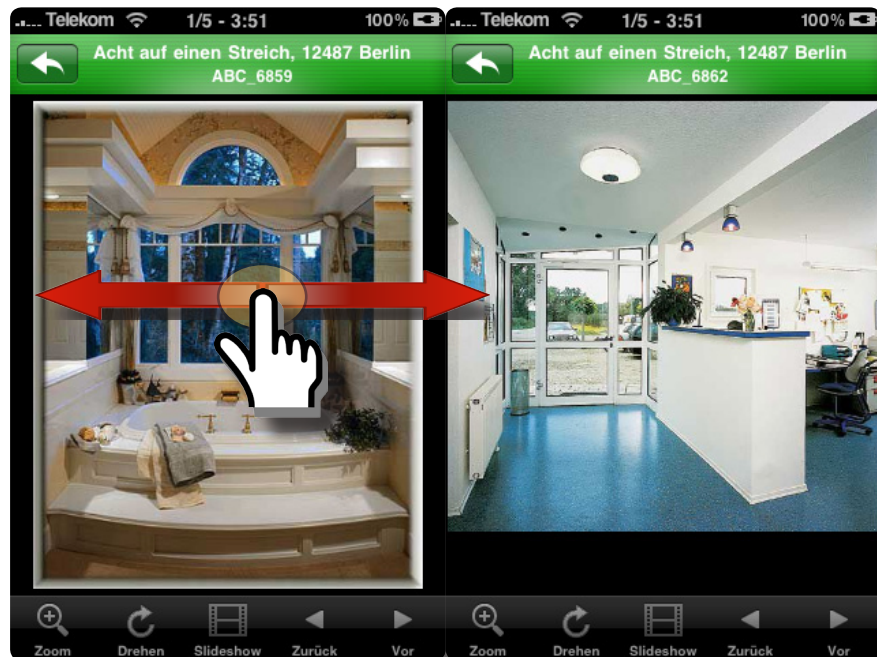 Telekom 1/5 - 3:51 100%
Acht auf einen Streich, 12487 Berlin
ABC_6859
Zoom Drehen Slideshow Zurück Vor
Telekom 1/5 - 3:51 100%
Acht auf einen Streich, 12487 Berlin
ABC_6862
Zoom Drehen Slideshow Zurück Vor